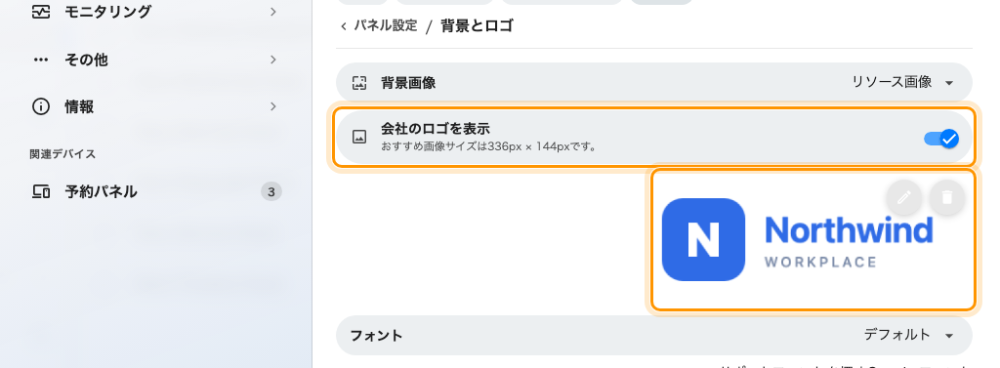 モニタリング
その他
情報
関連デバイス
予約パネル
3
パネル設定 / 背景とロゴ
背景画像
リソース画像
会社のロゴを表示
おすすめ画像サイズは336px × 144pxです。
N
Northwind
WORKPLACE
フォント
デフォルト